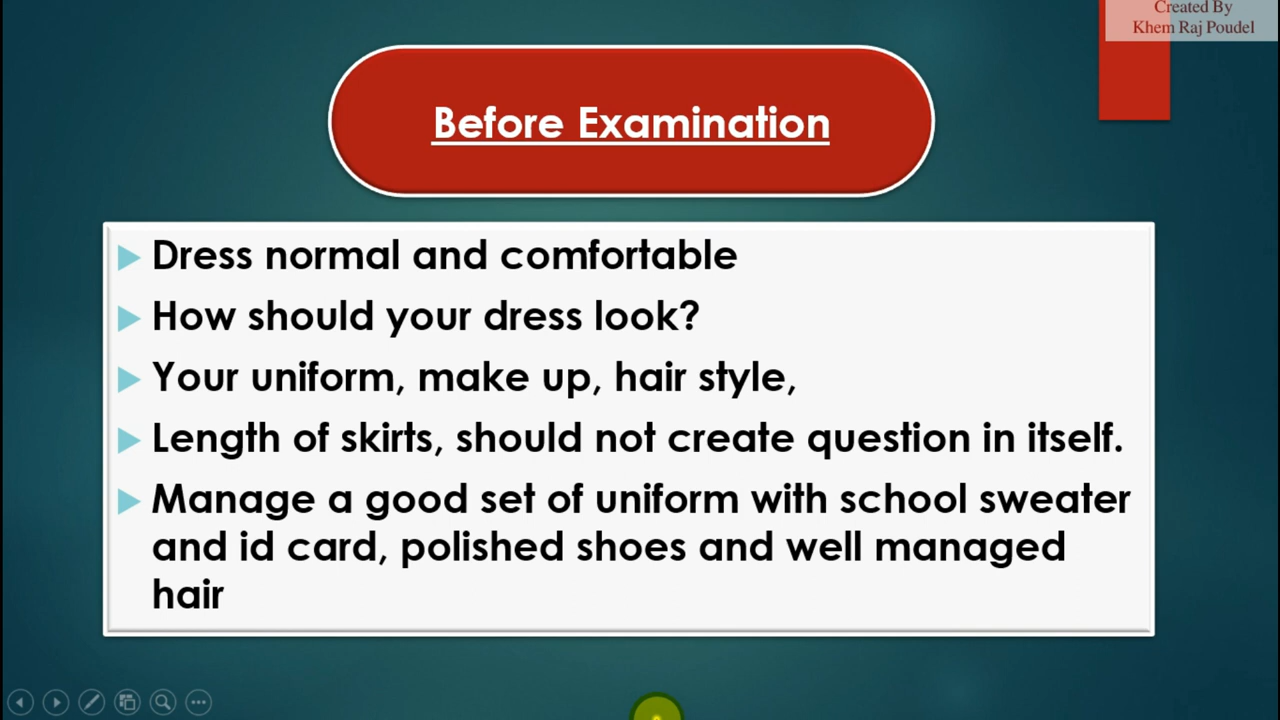 Created By
Khem Raj Poudel
Before Examination
Dress normal and comfortable
How should your dress look?
Your uniform, make up, hair style,
Length of skirts, should not create question in itself.
Manage a good set of uniform with school sweater
and id card, polished shoes and well managed
hair